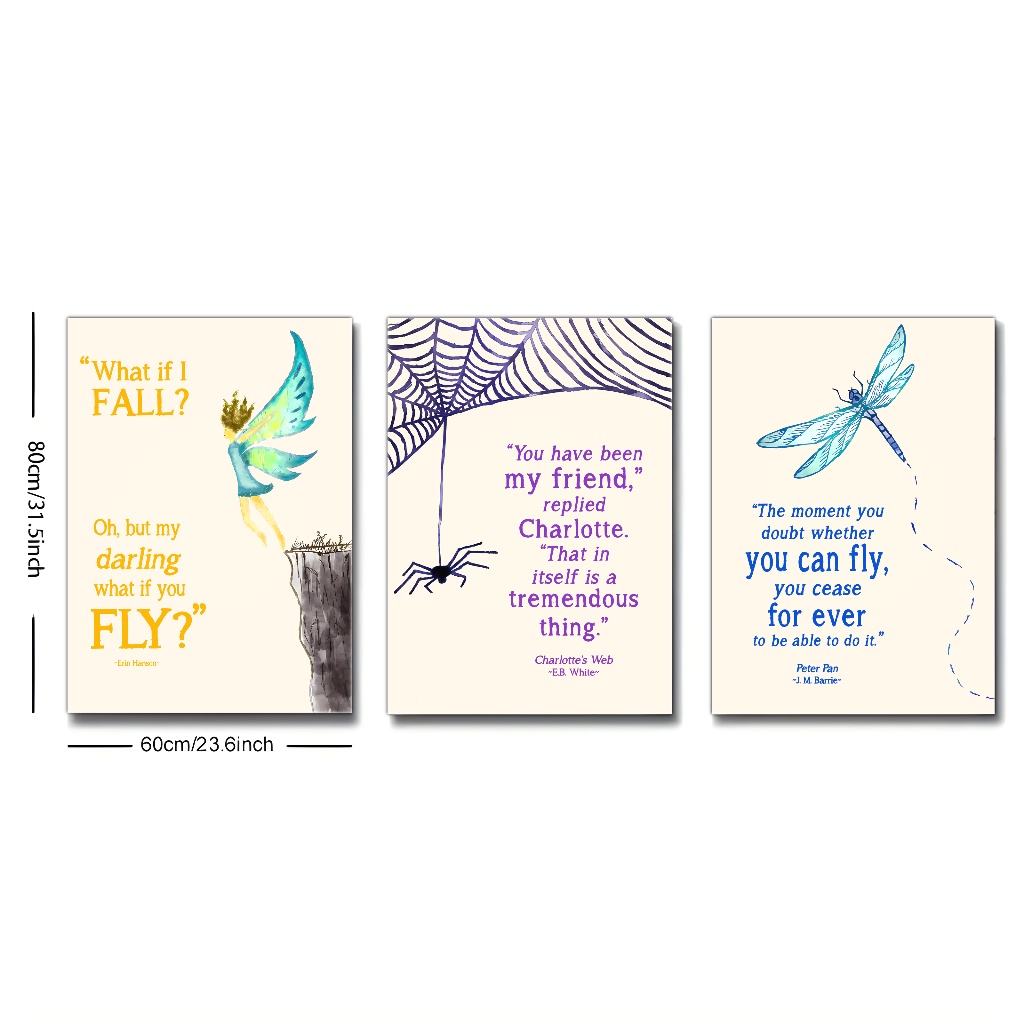 80cm/31.5inch
“What if I
FALL?
Oh, but my
darling
what if you
FLY?”
~Erin Hanson~
“You have been
my friend,”
replied
Charlotte.
“That in
itself is a
tremendous
thing.”
Charlotte's Web
~E.B. White~
“The moment you
doubt whether
you can fly,
you cease
for ever
to be able to do it.”
Peter Pan
~J. M. Barrie~
60cm/23.6inch